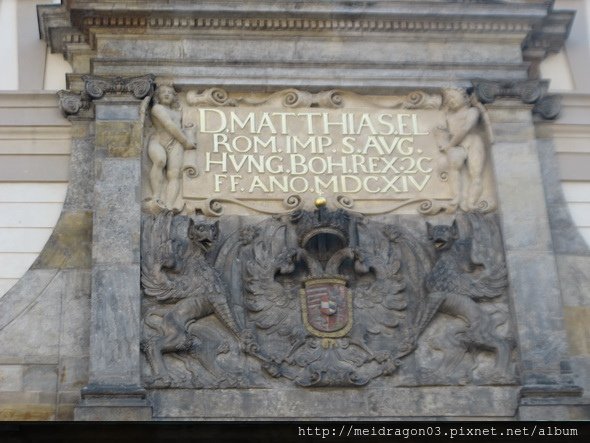 D.MATTHIAS.EL
ROM.IMP.S.AVG.
HVNG.BOH.REX.2C
FF.ANO.MDCXIV
http://meidragon03.pixnet.net/album